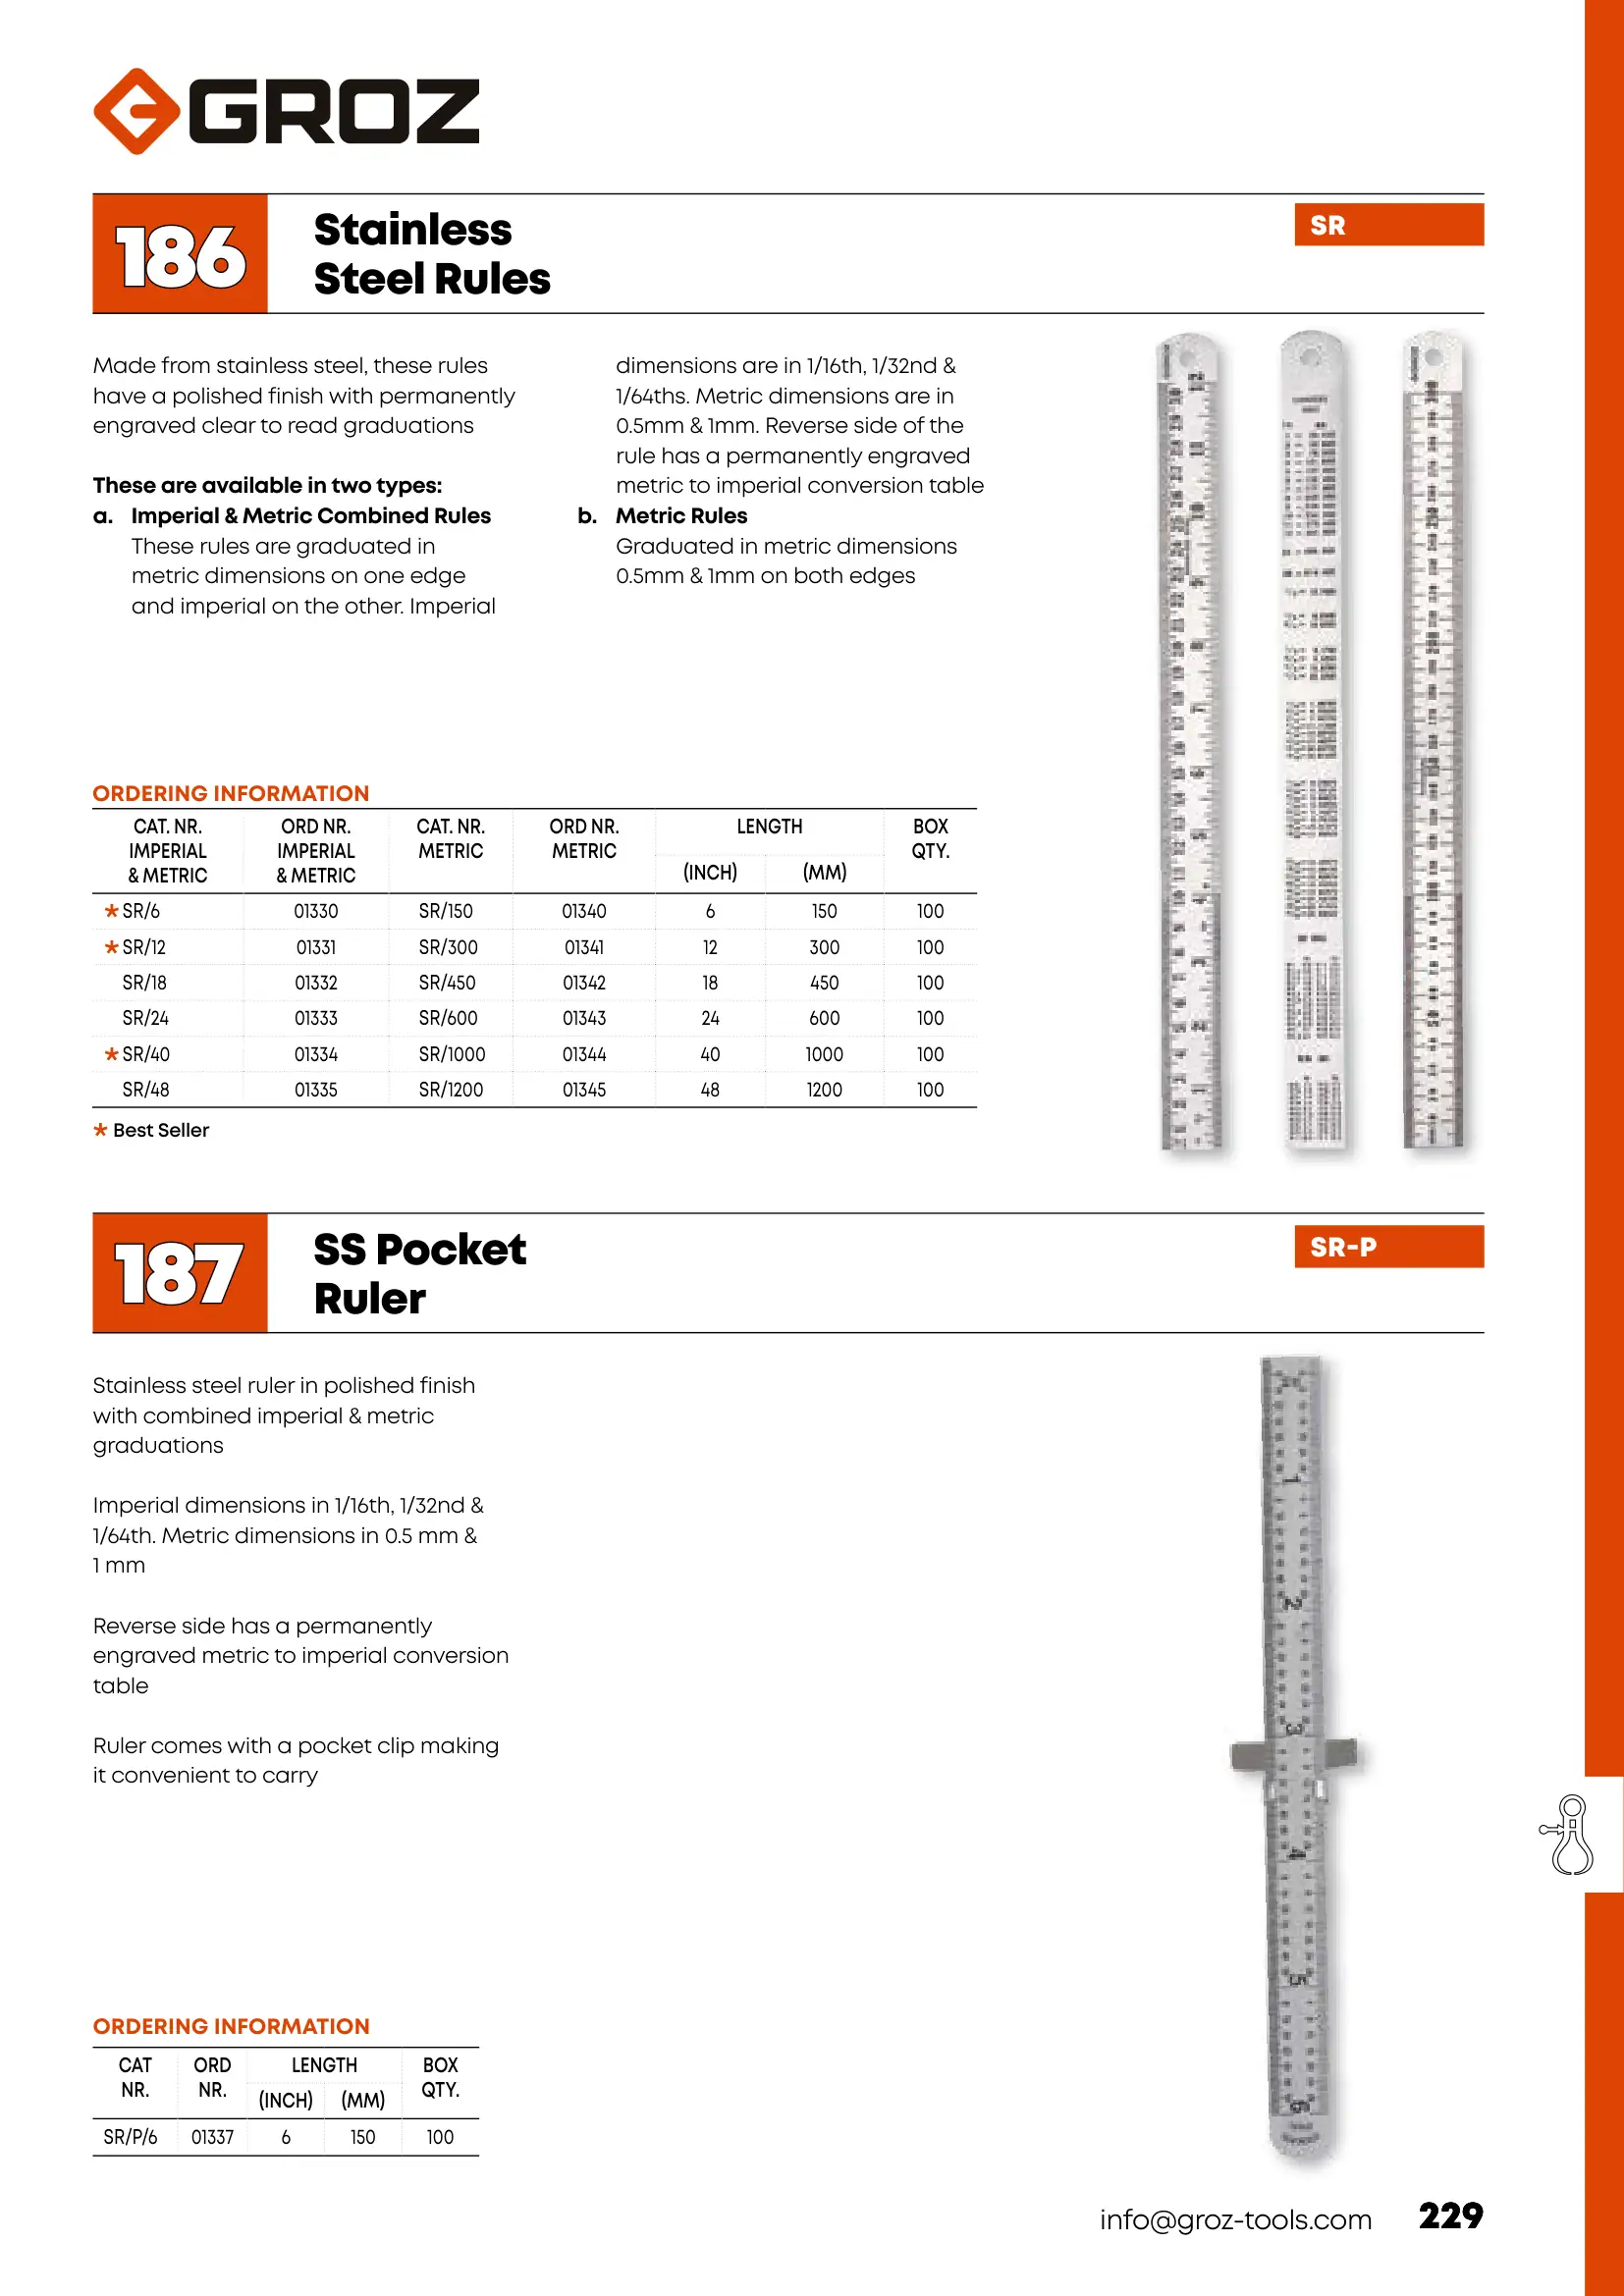 GROZ
186
Stainless
Steel Rules
SR
Made from stainless steel, these rules
have a polished finish with permanently
engraved clear to read graduations
These are available in two types:
a. Imperial & Metric Combined Rules
These rules are graduated in
metric dimensions on one edge
and imperial on the other. Imperial
dimensions are in 1/16th, 1/32nd &
1/64ths. Metric dimensions are in
0.5mm & 1mm. Reverse side of the
rule has a permanently engraved
metric to imperial conversion table
b. Metric Rules
Graduated in metric dimensions
0.5mm & 1mm on both edges
ORDERING INFORMATION
CAT. NR. IMPERIAL & METRIC ORD NR. IMPERIAL & METRIC CAT. NR. METRIC ORD NR. METRIC LENGTH BOX QTY.
(INCH) (MM)
* SR/6 01330 SR/150 01340 6 150 100
* SR/12 01331 SR/300 01341 12 300 100
SR/18 01332 SR/450 01342 18 450 100
SR/24 01333 SR/600 01343 24 600 100
* SR/40 01334 SR/1000 01344 40 1000 100
SR/48 01335 SR/1200 01345 48 1200 100
* Best Seller
187
SS Pocket
Ruler
SR-P
Stainless steel ruler in polished finish
with combined imperial & metric
graduations
Imperial dimensions in 1/16th, 1/32nd &
1/64th. Metric dimensions in 0.5 mm &
1 mm
Reverse side has a permanently
engraved metric to imperial conversion
table
Ruler comes with a pocket clip making
it convenient to carry
1
2
3
4
5
6
ORDERING INFORMATION
CAT NR. ORD NR. LENGTH BOX QTY.
(INCH) (MM)
SR/P/6 01337 6 150 100
info@groz-tools.com 229